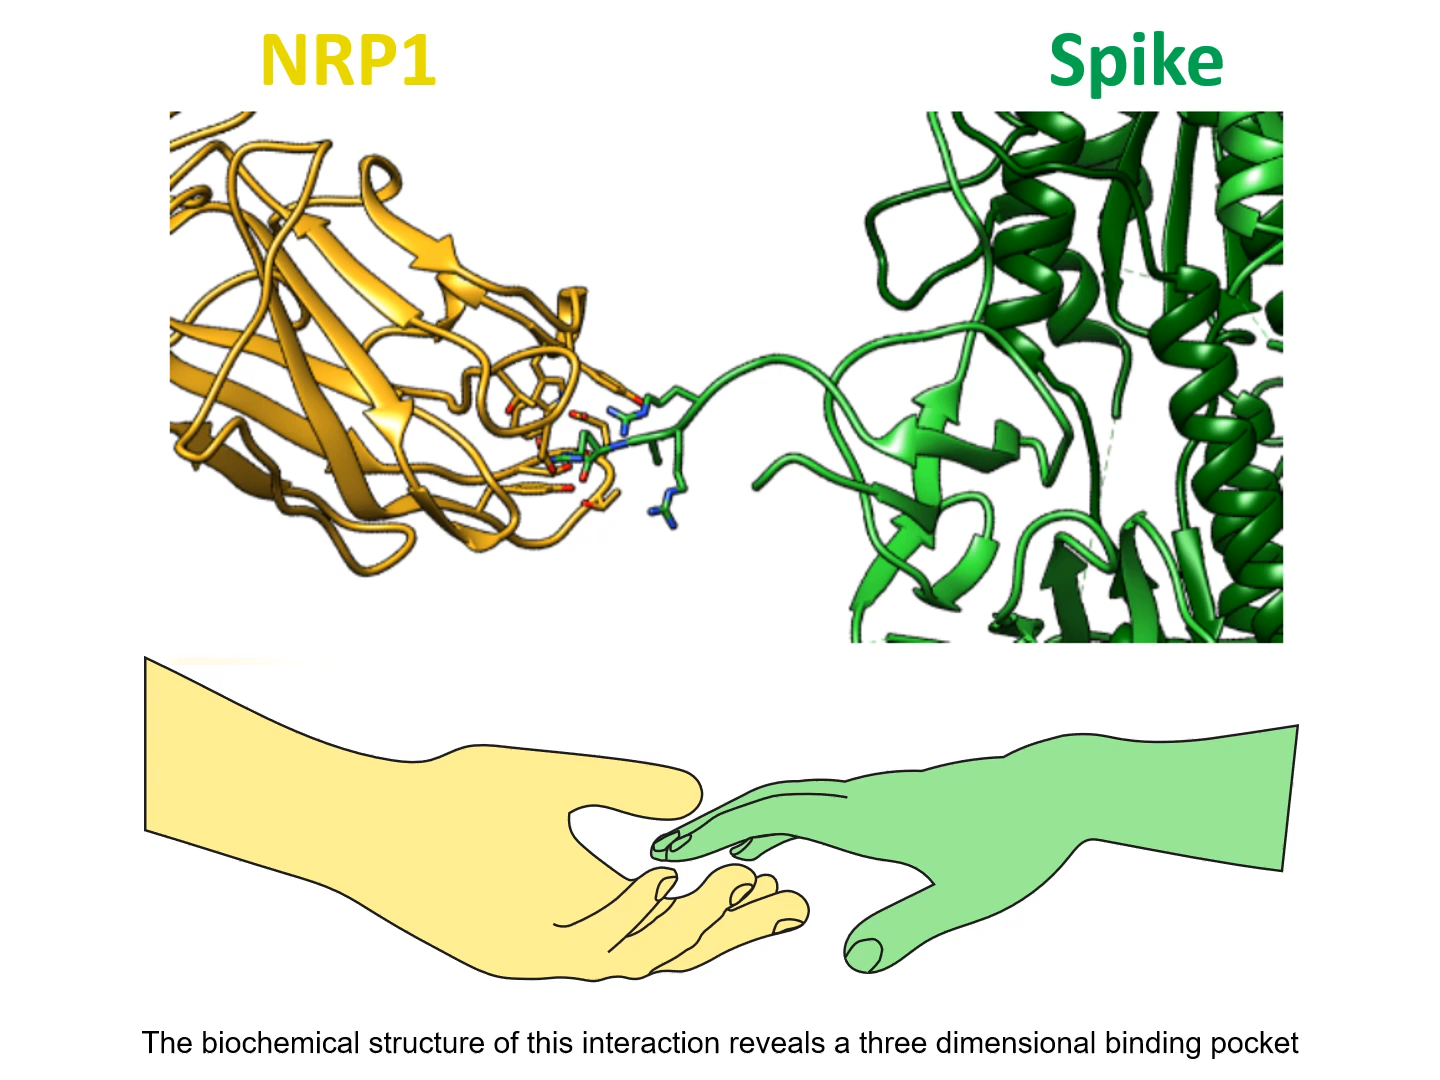 NRP1
Spike
The biochemical structure of this interaction reveals a three dimensional binding pocket